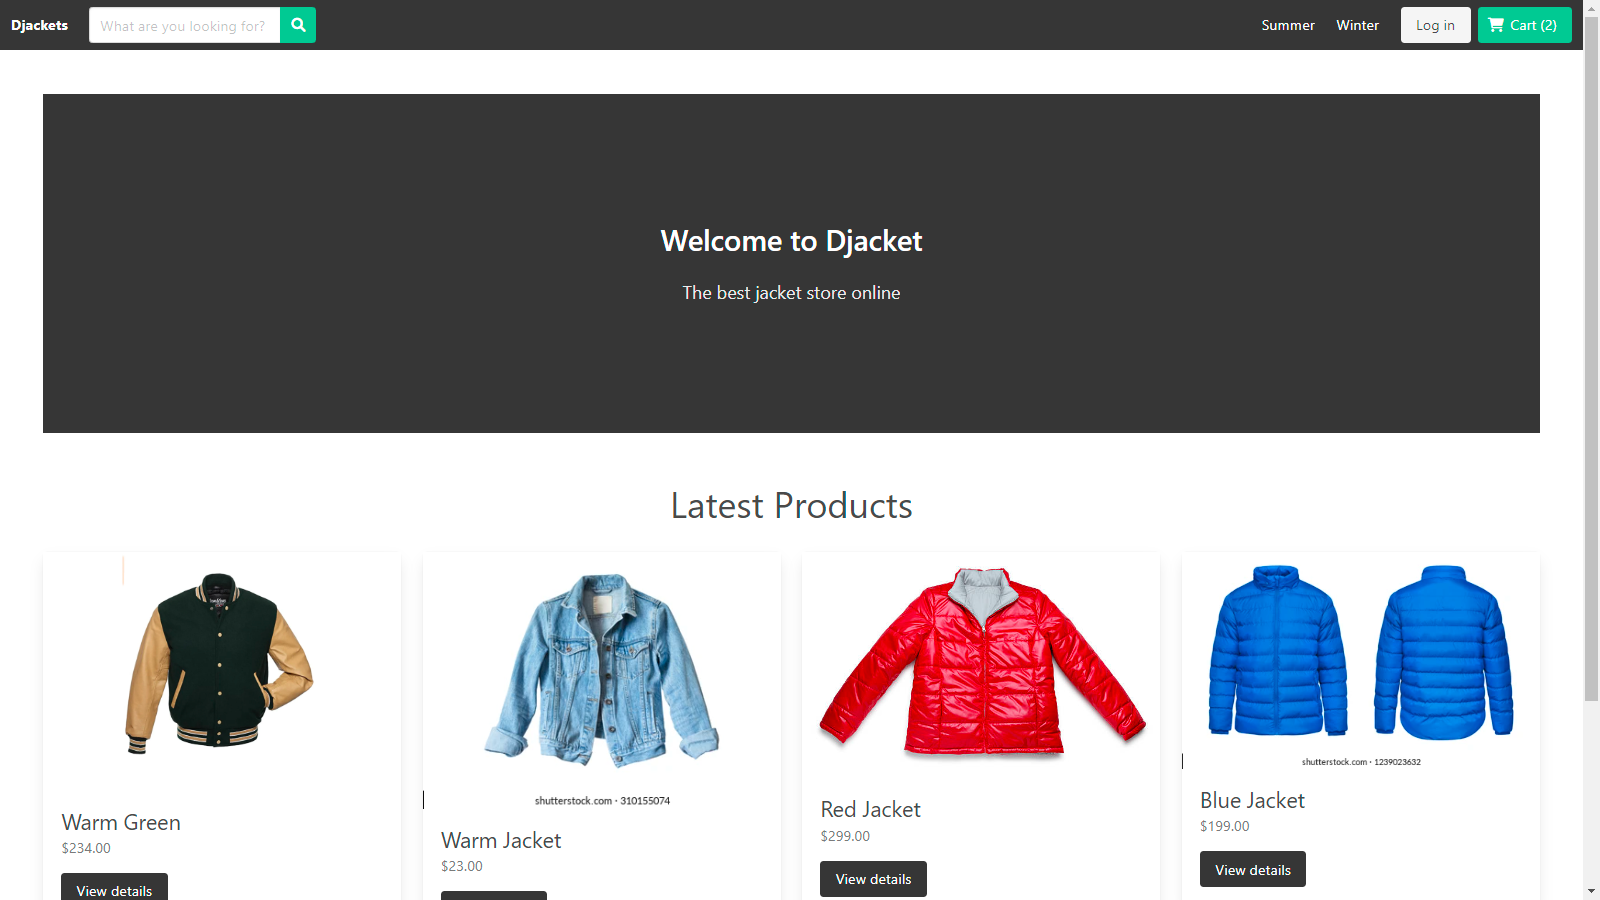 Djackets
What are you looking for?
Summer
Winter
Log in
Cart (2)
Welcome to Djacket
The best jacket store online
Latest Products
shutterstock.com · 310155074
shutterstock.com · 1239023632
Warm Green
$234.00
View details
Warm Jacket
$23.00
Red Jacket
$299.00
View details
Blue Jacket
$199.00
View details